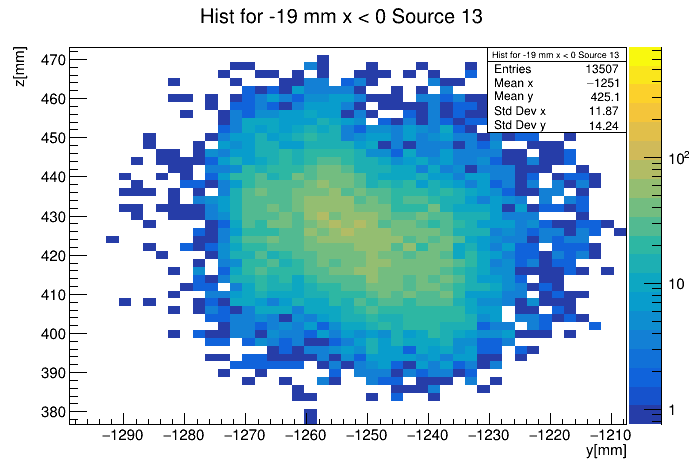 Hist for -19 mm x < 0 Source 13
z[mm]
470
460
450
440
430
420
410
400
390
380
Hist for -19 mm x < 0 Source 13
Entries 13507
Mean x −1251
Mean y 425.1
Std Dev x 11.87
Std Dev y 14.24
10²
10
1
−1290 −1280 −1270 −1260 −1250 −1240 −1230 −1220 −1210
y[mm]